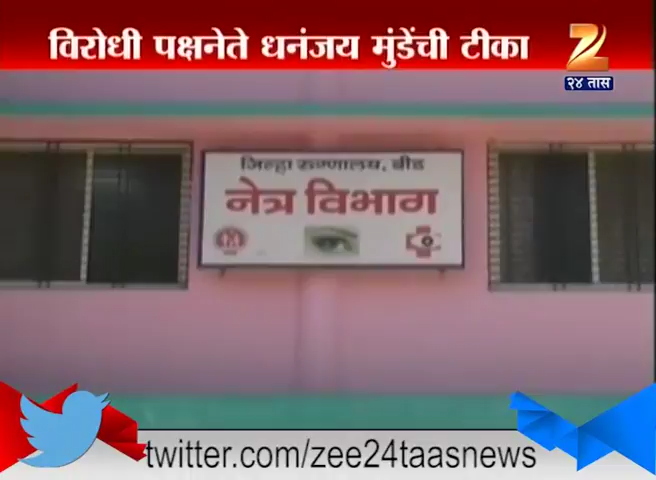 विरोधी पक्षनेते धनंजय मुंडेंची टीका
२४ तास
जिल्हा रुग्णालय, बीड
नेत्र विभाग
twitter.com/zee24taasnews